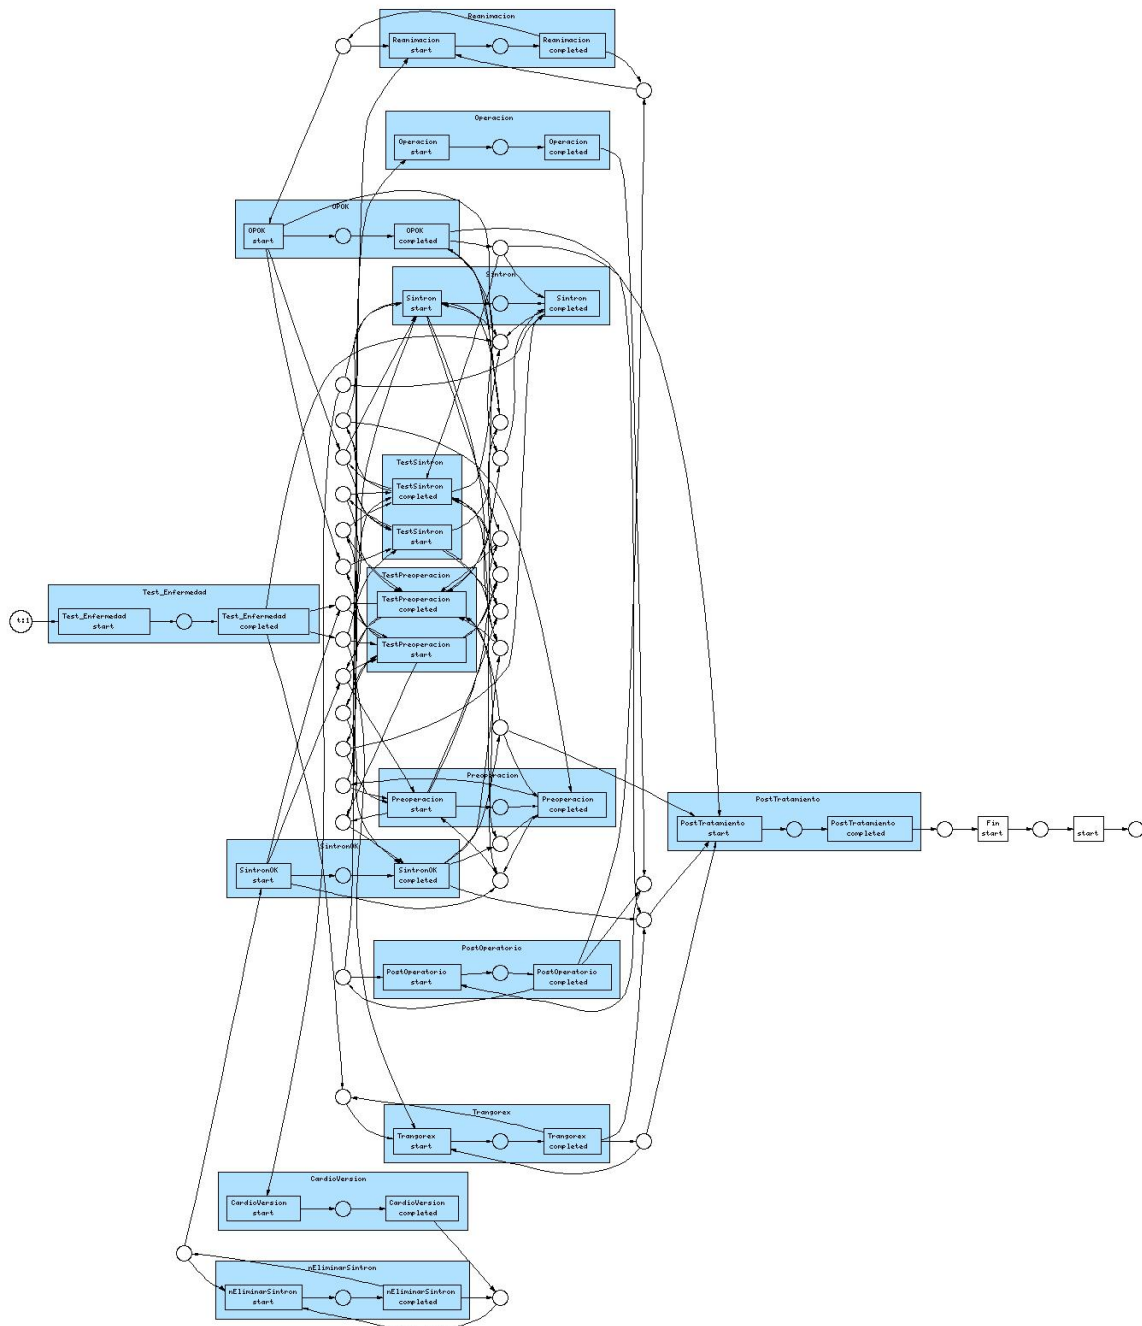 Reanimacion
Reanimacion
start
Reanimacion
completed
Operacion
Operacion
start
Operacion
completed
OPOK
OPOK
start
OPOK
completed
Sintron
Sintron
start
Sintron
completed
TestSintron
TestSintron
completed
TestSintron
start
TestPreoperacion
TestPreoperacion
completed
TestPreoperacion
start
Test_Enfermedad
t:1
Test_Enfermedad
start
Test_Enfermedad
completed
Preoperacion
Preoperacion
start
Preoperacion
completed
PostTratamiento
PostTratamiento
start
PostTratamiento
completed
Fin
start
start
SintronOK
SintronOK
start
SintronOK
completed
PostOperatorio
PostOperatorio
start
PostOperatorio
completed
Trangorex
Trangorex
start
Trangorex
completed
CardioVersion
CardioVersion
start
CardioVersion
completed
nEliminarSintron
nEliminarSintron
start
nEliminarSintron
completed